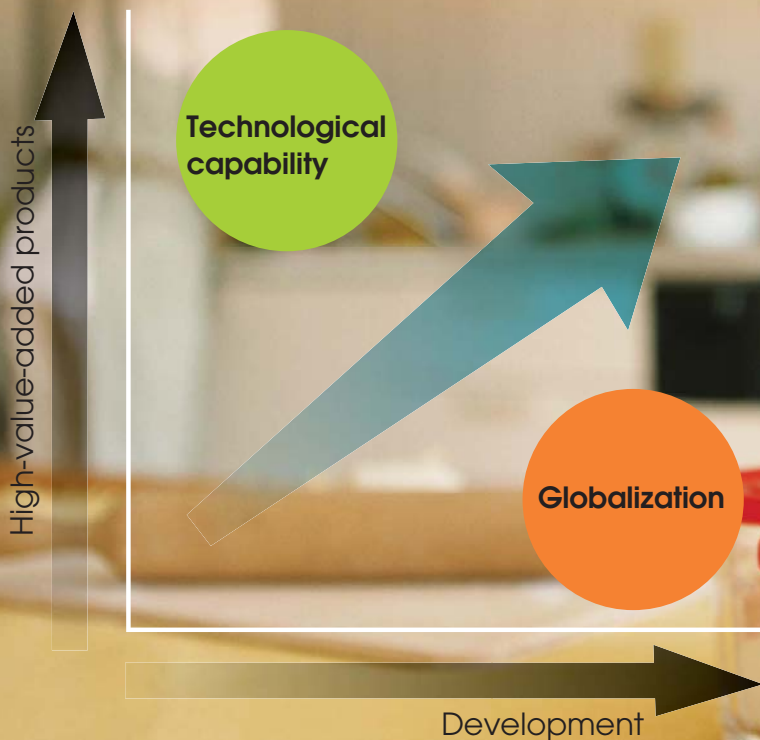 High-value-added products
Technological
capability
Globalization
Development